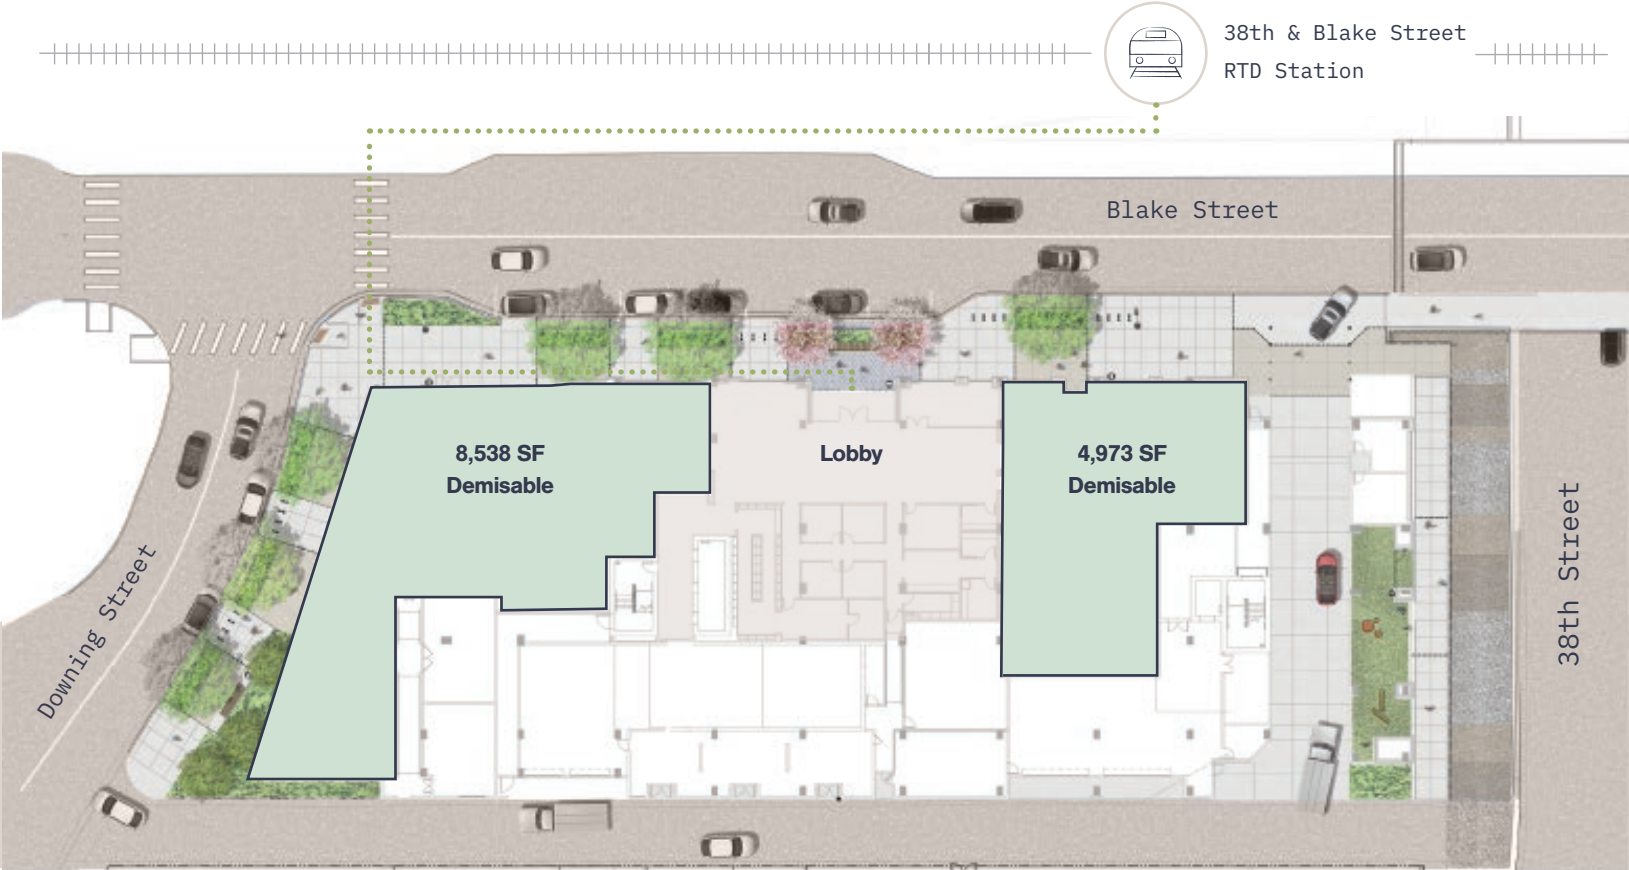 38th & Blake Street
RTD Station
Blake Street
8,538 SF
Demisable
Lobby
4,973 SF
Demisable
Downing Street
38th Street